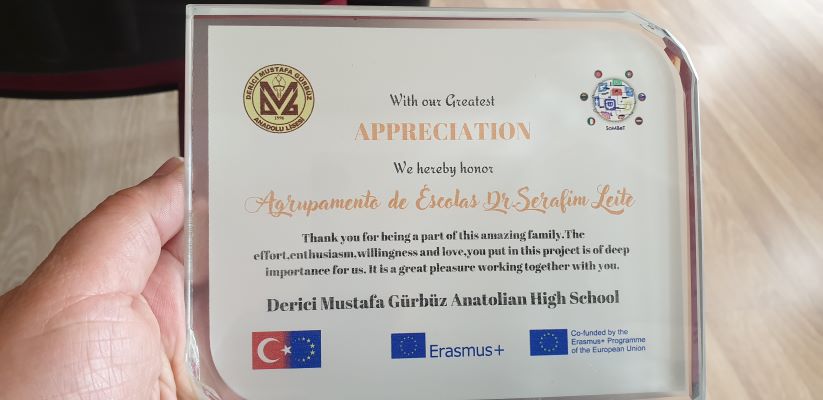 DERİCİ MUSTAFA GÜRBÜZ
1996
ANADOLU LİSESİ
SoMBeT
With our Greatest
APPRECIATION
We hereby honor
Agrupamento de Escolas Dr.Serafim Leite
Thank you for being a part of this amazing family.The
effort,enthusiasm,willingness and love,you put in this project is of deep
importance for us. It is a great pleasure working together with you.
Derici Mustafa Gürbüz Anatolian High School
Erasmus+
Co-funded by the
Erasmus+ Programme
of the European Union